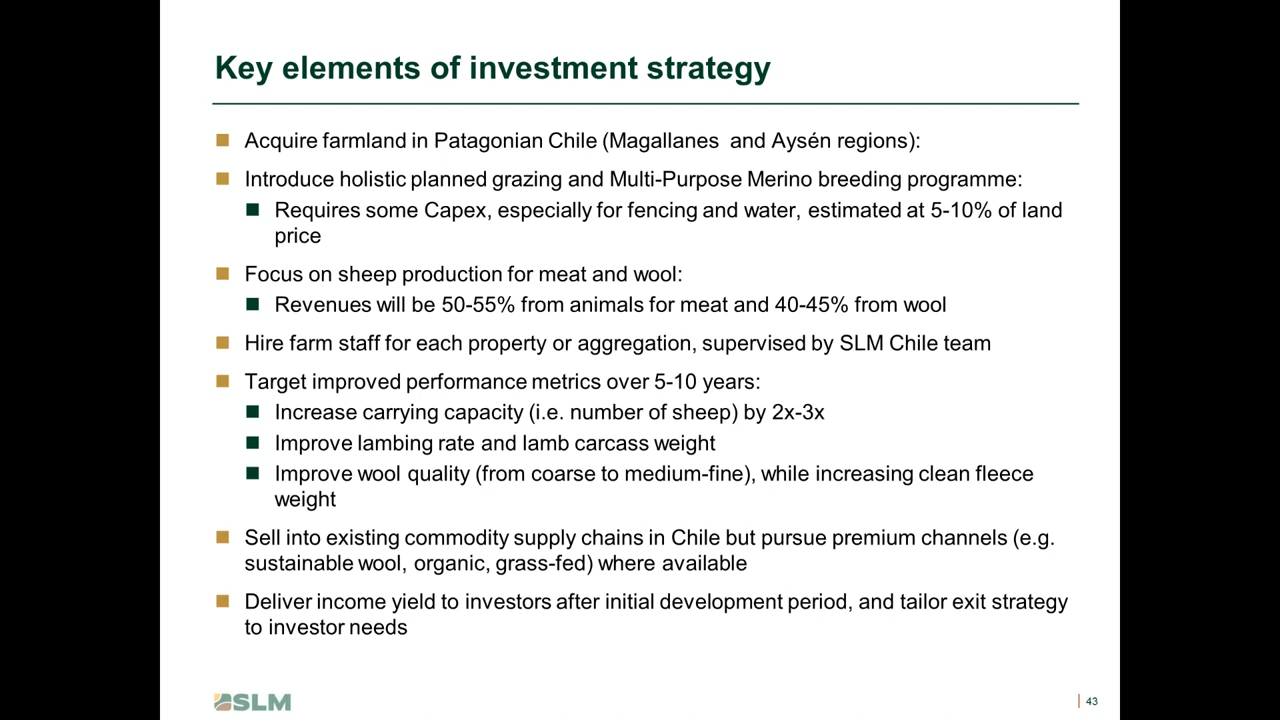 Key elements of investment strategy
Acquire farmland in Patagonian Chile (Magallanes and Aysén regions):
Introduce holistic planned grazing and Multi-Purpose Merino breeding programme:
Requires some Capex, especially for fencing and water, estimated at 5-10% of land
price
Focus on sheep production for meat and wool:
Revenues will be 50-55% from animals for meat and 40-45% from wool
Hire farm staff for each property or aggregation, supervised by SLM Chile team
Target improved performance metrics over 5-10 years:
Increase carrying capacity (i.e. number of sheep) by 2x-3x
Improve lambing rate and lamb carcass weight
Improve wool quality (from coarse to medium-fine), while increasing clean fleece
weight
Sell into existing commodity supply chains in Chile but pursue premium channels (e.g.
sustainable wool, organic, grass-fed) where available
Deliver income yield to investors after initial development period, and tailor exit strategy
to investor needs
SLM
43